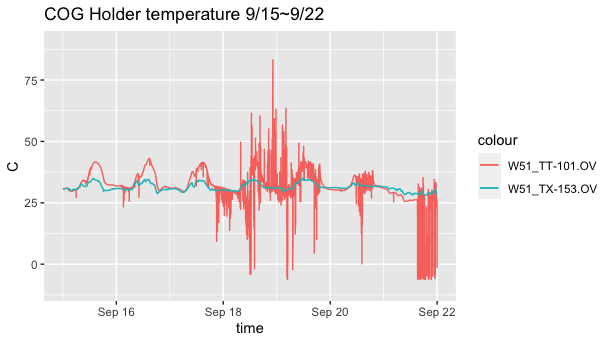 COG Holder temperature 9/15~9/22
75
50
25
0
C
Sep 16
Sep 18
Sep 20
Sep 22
time
colour
W51_TT-101.OV
W51_TX-153.OV